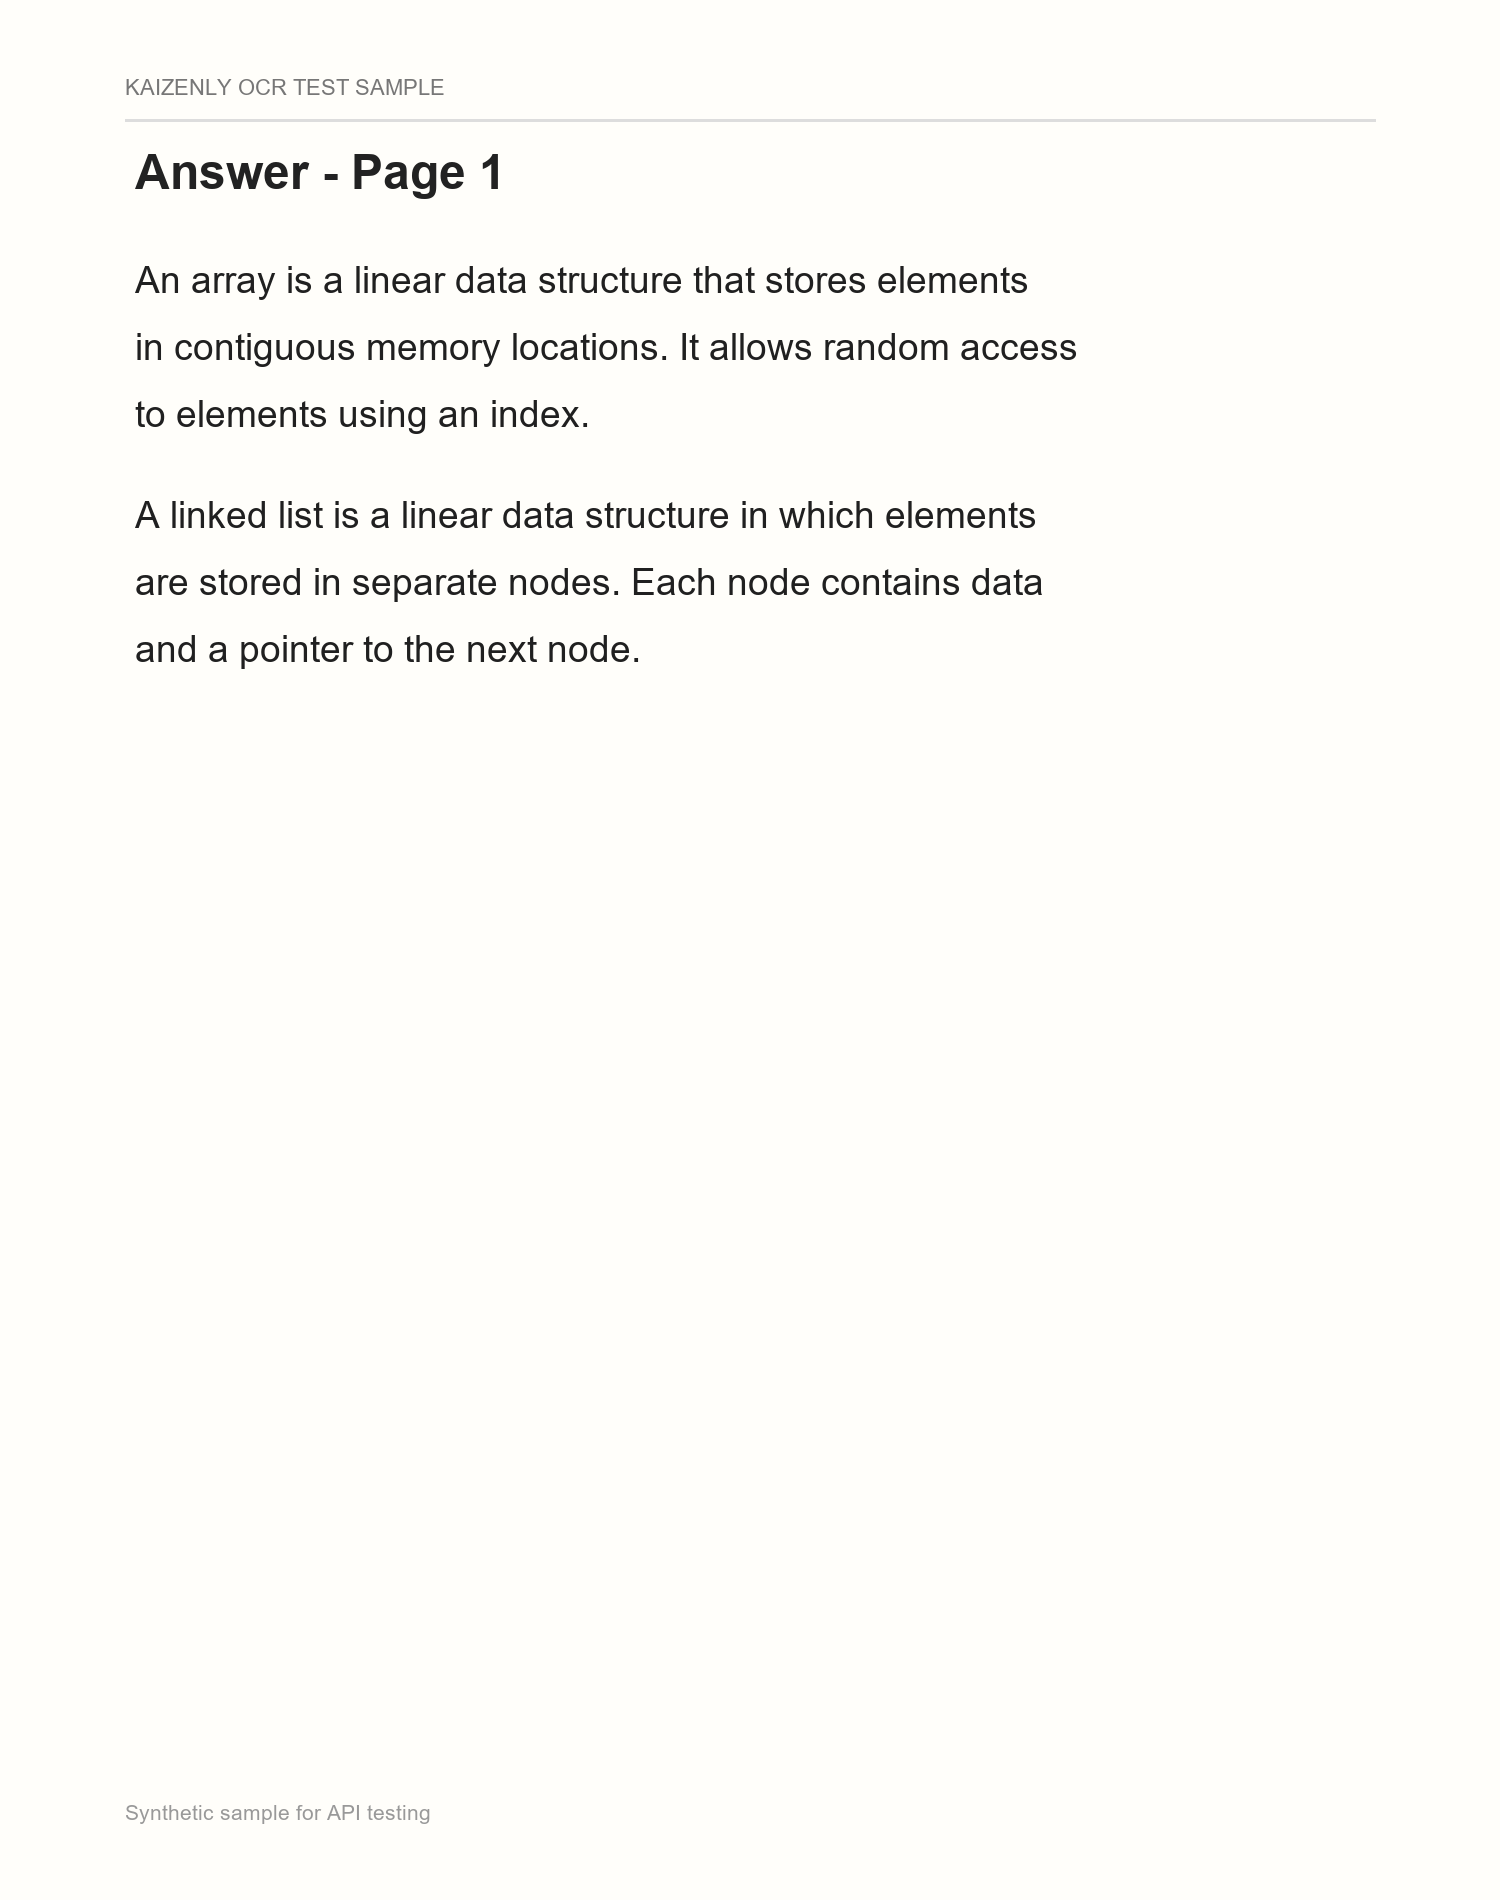 KAIZENLY OCR TEST SAMPLE
Answer - Page 1
An array is a linear data structure that stores elements
in contiguous memory locations. It allows random access
to elements using an index.
A linked list is a linear data structure in which elements
are stored in separate nodes. Each node contains data
and a pointer to the next node.
Synthetic sample for API testing